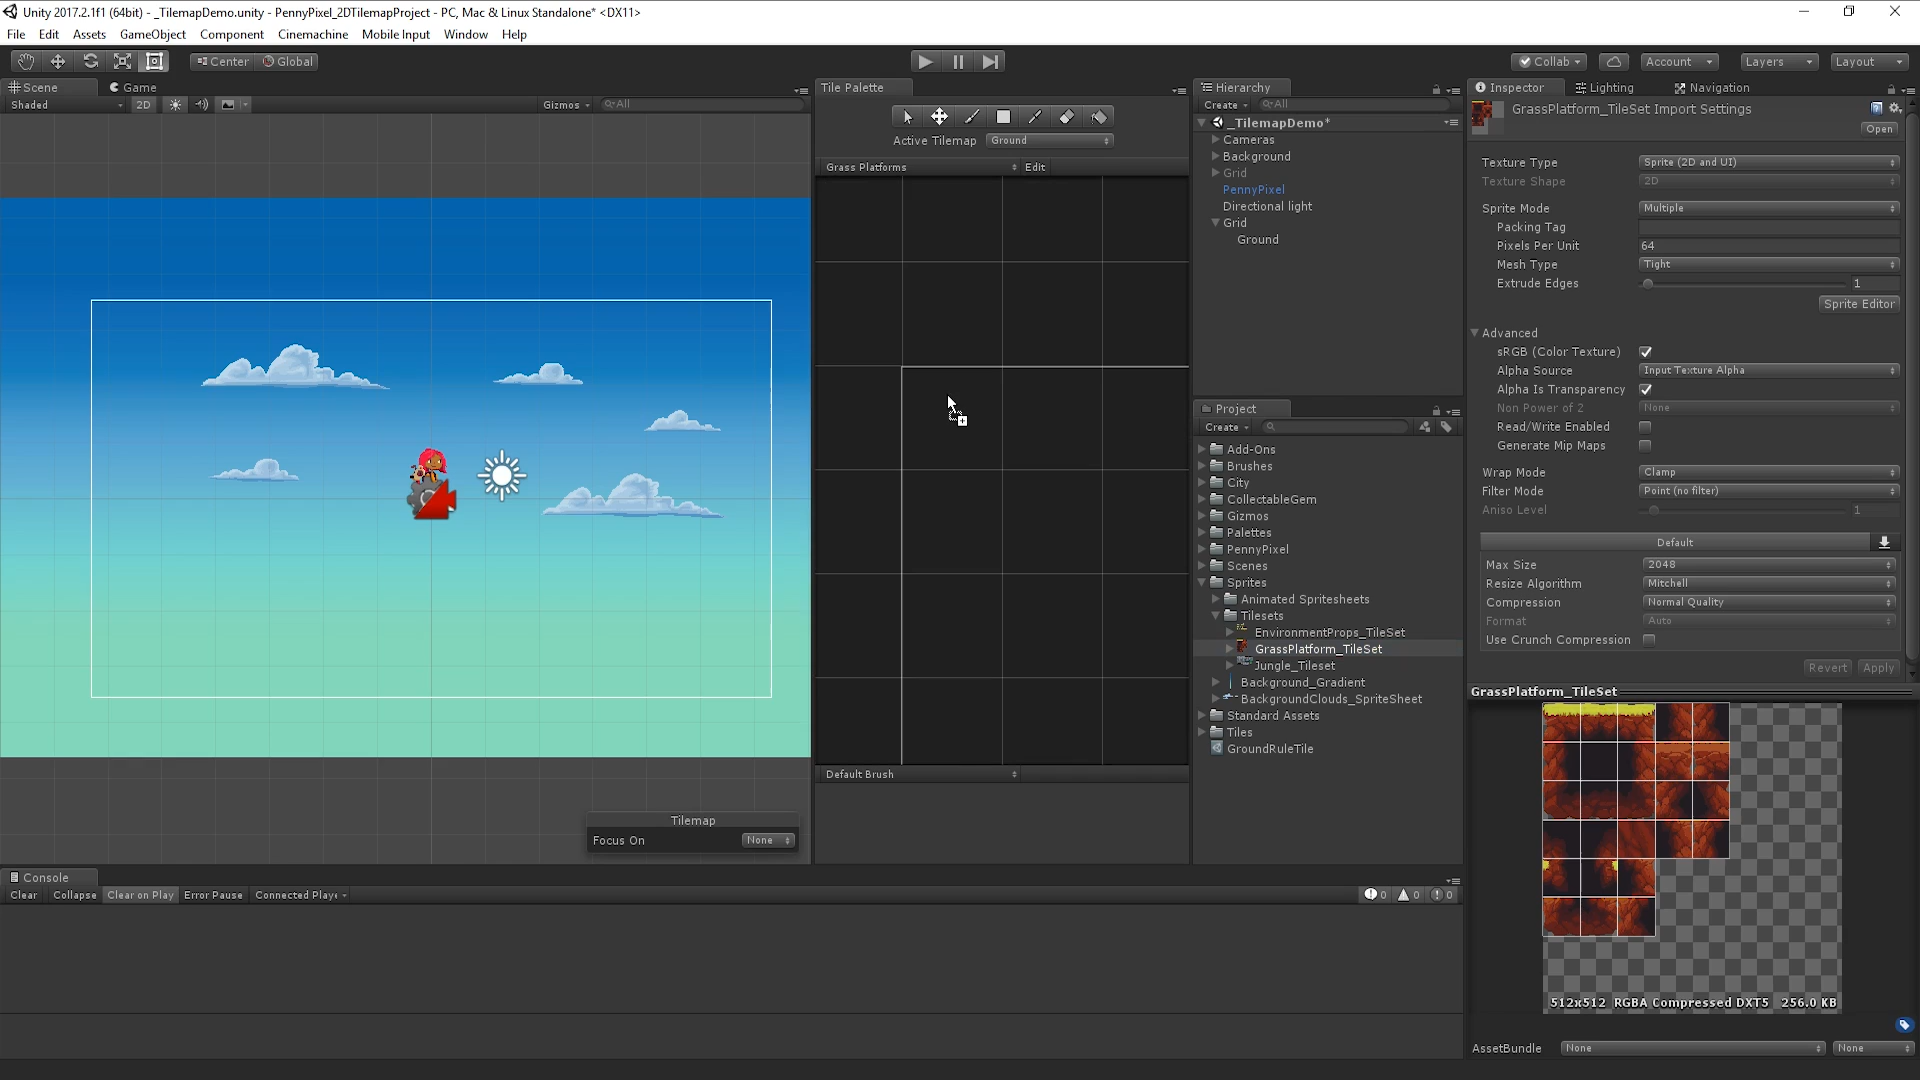 Unity 2017.2.1f1 (64bit) - _TilemapDemo.unity - PennyPixel_2DTilemapProject - PC, Mac & Linux Standalone* <DX11>
File Edit Assets GameObject Component Cinemachine Mobile Input Window Help
Center Global
Collab Account Layers Layout
Scene Game
Shaded 2D Gizmos All
Tile Palette
Active Tilemap Ground
Grass Platforms Edit
Default Brush
Tilemap
Focus On None
Hierarchy
Create All
_TilemapDemo*
Cameras
Background
Grid
PennyPixel
Directional light
Grid
Ground
Project
Create
Add-Ons
Brushes
City
CollectableGem
Gizmos
Palettes
PennyPixel
Scenes
Sprites
Animated Spritesheets
Tilesets
EnvironmentProps_TileSet
GrassPlatform_TileSet
Jungle_Tileset
Background_Gradient
BackgroundClouds_SpriteSheet
Standard Assets
Tiles
GroundRuleTile
Inspector Lighting Navigation
GrassPlatform_TileSet Import Settings
Open
Texture Type Sprite (2D and UI)
Texture Shape 2D
Sprite Mode Multiple
Packing Tag
Pixels Per Unit 64
Mesh Type Tight
Extrude Edges 1
Sprite Editor
Advanced
sRGB (Color Texture)
Alpha Source Input Texture Alpha
Alpha Is Transparency
Non Power of 2 None
Read/Write Enabled
Generate Mip Maps
Wrap Mode Clamp
Filter Mode Point (no filter)
Aniso Level 1
Default
Max Size 2048
Resize Algorithm Mitchell
Compression Normal Quality
Format Auto
Use Crunch Compression
Revert Apply
GrassPlatform_TileSet
512x512 RGBA Compressed DXT5 256.0 KB
AssetBundle None None
Console
Clear Collapse Clear on Play Error Pause Connected Playe
0 0 0